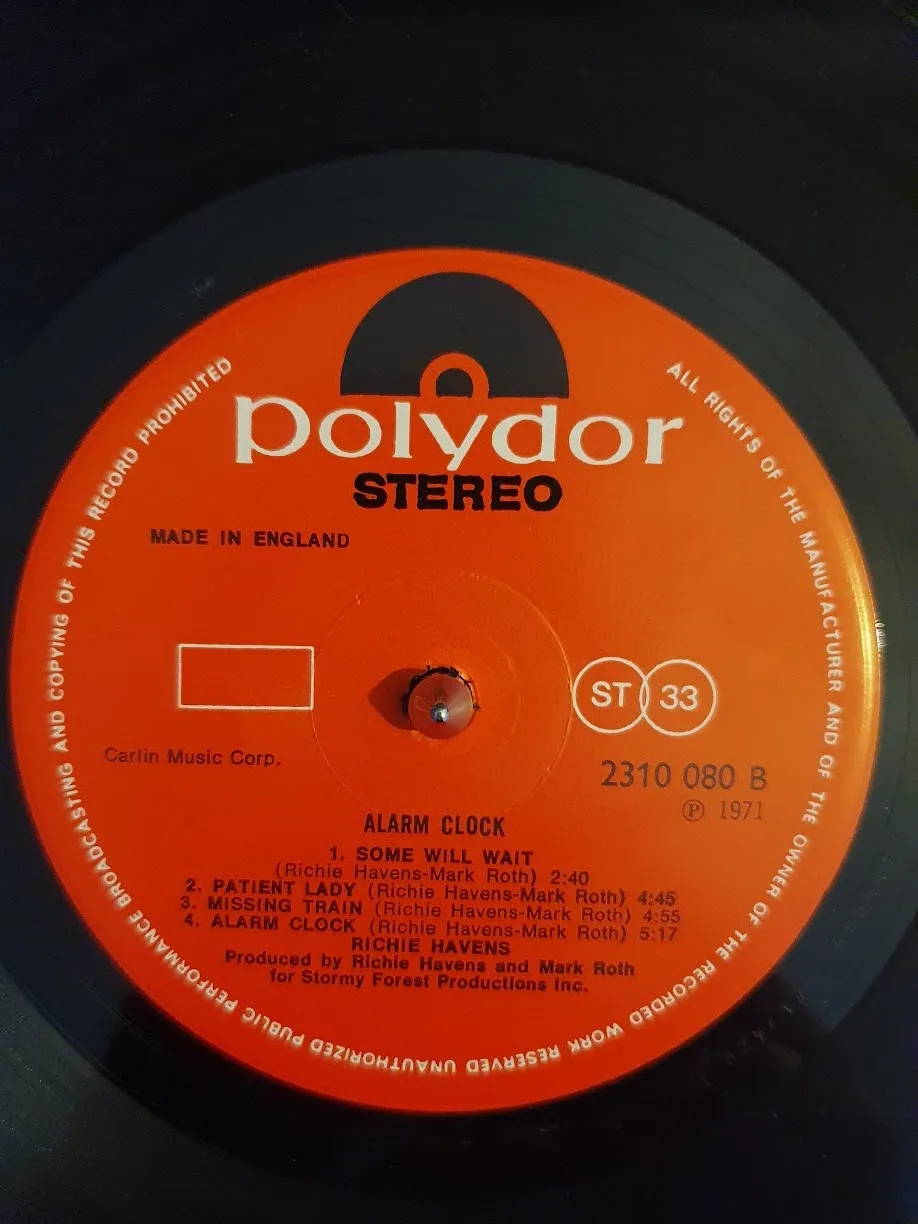 polydor
STEREO
MADE IN ENGLAND
ST 33
Carlin Music Corp.
2310 080 B
Ⓟ 1971
ALARM CLOCK
1. SOME WILL WAIT
(Richie Havens-Mark Roth) 2:40
2. PATIENT LADY (Richie Havens-Mark Roth) 4:45
3. MISSING TRAIN (Richie Havens-Mark Roth) 4:55
4. ALARM CLOCK (Richie Havens-Mark Roth) 5:17
RICHIE HAVENS
Produced by Richie Havens and Mark Roth
for Stormy Forest Productions Inc.
ALL RIGHTS OF THE MANUFACTURER AND OF THE OWNER OF THE RECORDED WORK RESERVED UNAUTHORIZED PUBLIC PERFORMANCE BROADCASTING AND COPYING OF THIS RECORD PROHIBITED